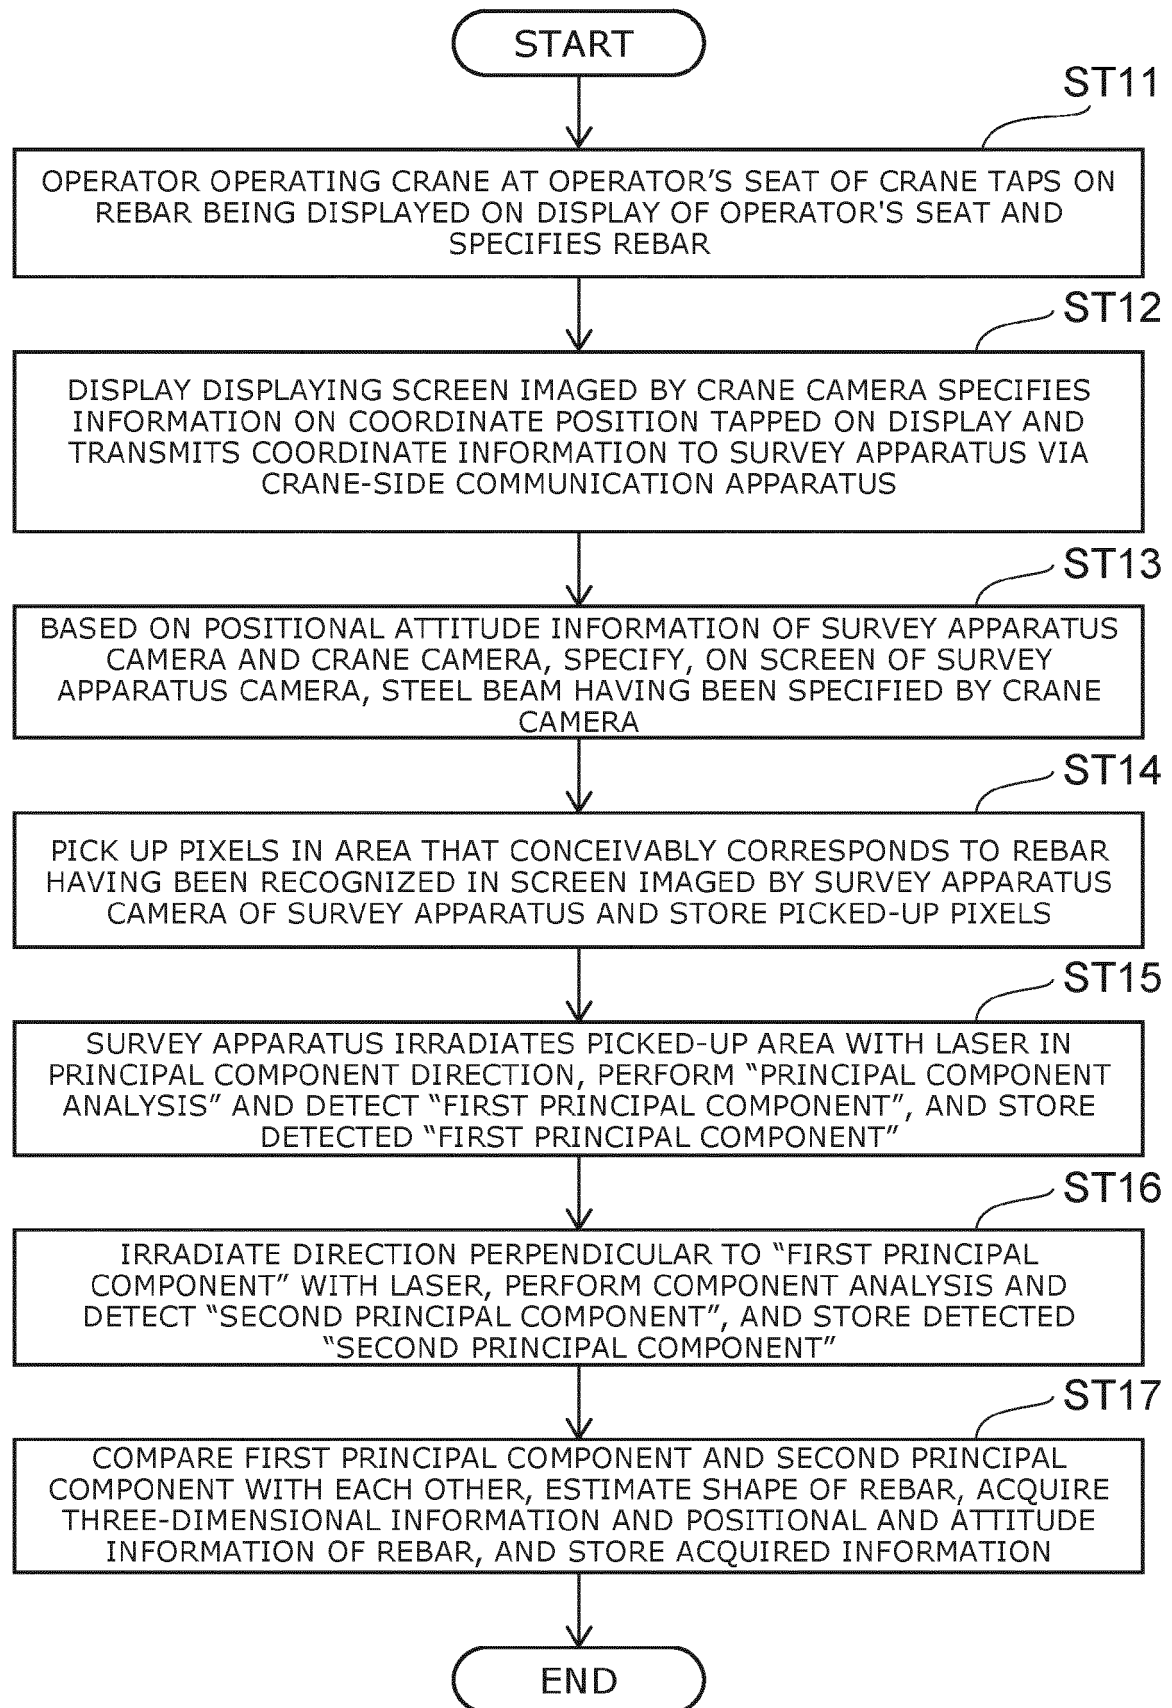 START
ST11
OPERATOR OPERATING CRANE AT OPERATOR’S SEAT OF CRANE TAPS ON
REBAR BEING DISPLAYED ON DISPLAY OF OPERATOR'S SEAT AND
SPECIFIES REBAR
ST12
DISPLAY DISPLAYING SCREEN IMAGED BY CRANE CAMERA SPECIFIES
INFORMATION ON COORDINATE POSITION TAPPED ON DISPLAY AND
TRANSMITS COORDINATE INFORMATION TO SURVEY APPARATUS VIA
CRANE-SIDE COMMUNICATION APPARATUS
ST13
BASED ON POSITIONAL ATTITUDE INFORMATION OF SURVEY APPARATUS
CAMERA AND CRANE CAMERA, SPECIFY, ON SCREEN OF SURVEY
APPARATUS CAMERA, STEEL BEAM HAVING BEEN SPECIFIED BY CRANE
CAMERA
ST14
PICK UP PIXELS IN AREA THAT CONCEIVABLY CORRESPONDS TO REBAR
HAVING BEEN RECOGNIZED IN SCREEN IMAGED BY SURVEY APPARATUS
CAMERA OF SURVEY APPARATUS AND STORE PICKED-UP PIXELS
ST15
SURVEY APPARATUS IRRADIATES PICKED-UP AREA WITH LASER IN
PRINCIPAL COMPONENT DIRECTION, PERFORM “PRINCIPAL COMPONENT
ANALYSIS” AND DETECT “FIRST PRINCIPAL COMPONENT”, AND STORE
DETECTED “FIRST PRINCIPAL COMPONENT”
ST16
IRRADIATE DIRECTION PERPENDICULAR TO “FIRST PRINCIPAL
COMPONENT” WITH LASER, PERFORM COMPONENT ANALYSIS AND
DETECT “SECOND PRINCIPAL COMPONENT”, AND STORE DETECTED
“SECOND PRINCIPAL COMPONENT”
ST17
COMPARE FIRST PRINCIPAL COMPONENT AND SECOND PRINCIPAL
COMPONENT WITH EACH OTHER, ESTIMATE SHAPE OF REBAR, ACQUIRE
THREE-DIMENSIONAL INFORMATION AND POSITIONAL AND ATTITUDE
INFORMATION OF REBAR, AND STORE ACQUIRED INFORMATION
END